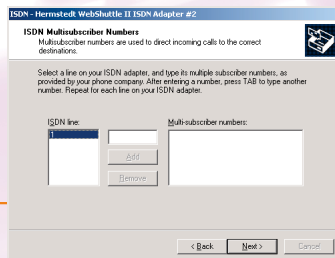 ISDN - Hermstedt WebShuttle II ISDN Adapter #2
ISDN Multisubscriber Numbers
Multisubscriber numbers are used to direct incoming calls to the correct
destinations.
Select a line on your ISDN adapter, and type its multiple subscriber numbers, as
provided by your phone company. After entering a number, press TAB to type another
number. Repeat for each line on your ISDN adapter.
ISDN line:
Multi-subscriber numbers:
1
Add
Remove
< Back
Next >
Cancel